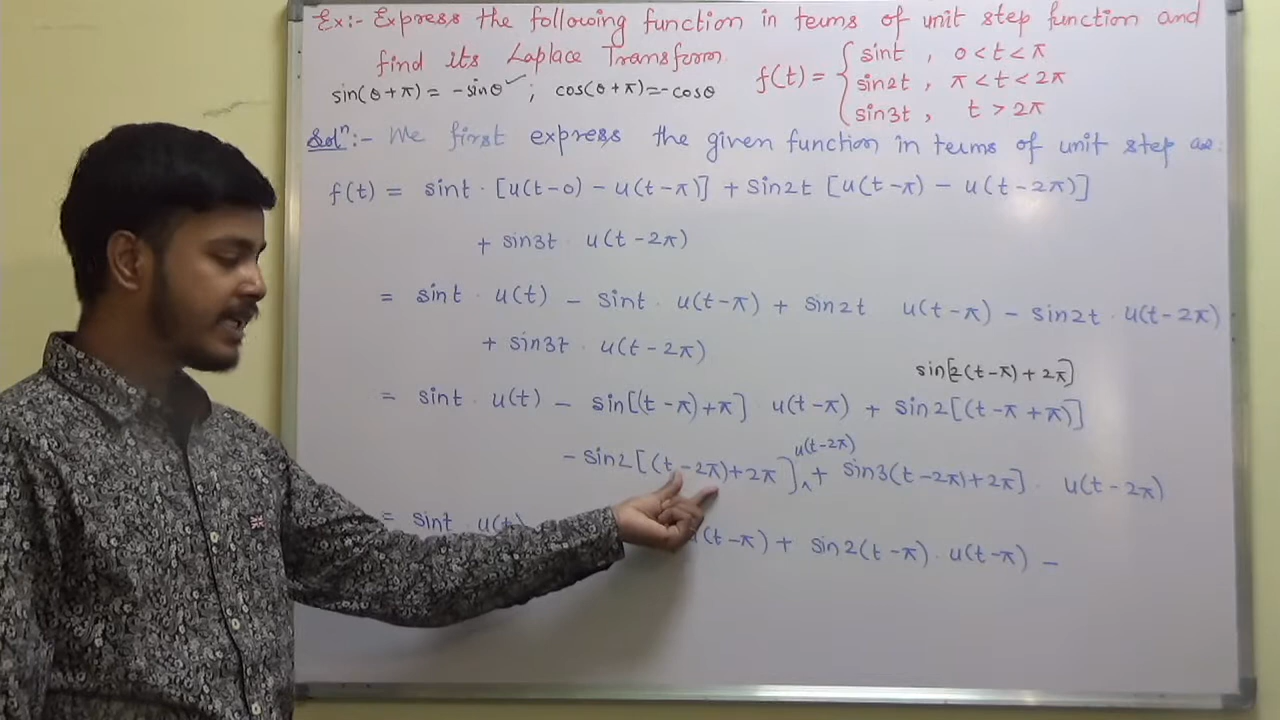 Ex:- Express the following function in terms of unit step function and
find its Laplace Transform. f(t) = { sint , 0 < t < π
sin2t , π < t < 2π
sin3t , t > 2π
sin(θ+π) = -sinθ ✓ ; cos(θ+π)=-cosθ
Solⁿ:- We first express the given function in terms of unit step as:
f(t) = sint · [u(t-0) - u(t-π)] + sin2t [u(t-π) - u(t-2π)]
+ sin3t · u(t-2π)
= sint · u(t) - sint · u(t-π) + sin2t u(t-π) - sin2t · u(t-2π)
+ sin3t · u(t-2π)
sin[2(t-π)+2π]
= sint · u(t) - sin[(t-π)+π] · u(t-π) + sin2[(t-π+π)]
u(t-2π)
- sin2[(t-2π)+2π]^ + sin3(t-2π)+2π] · u(t-2π)
= sint u(t) (t-π) + sin2(t-π) · u(t-π) -